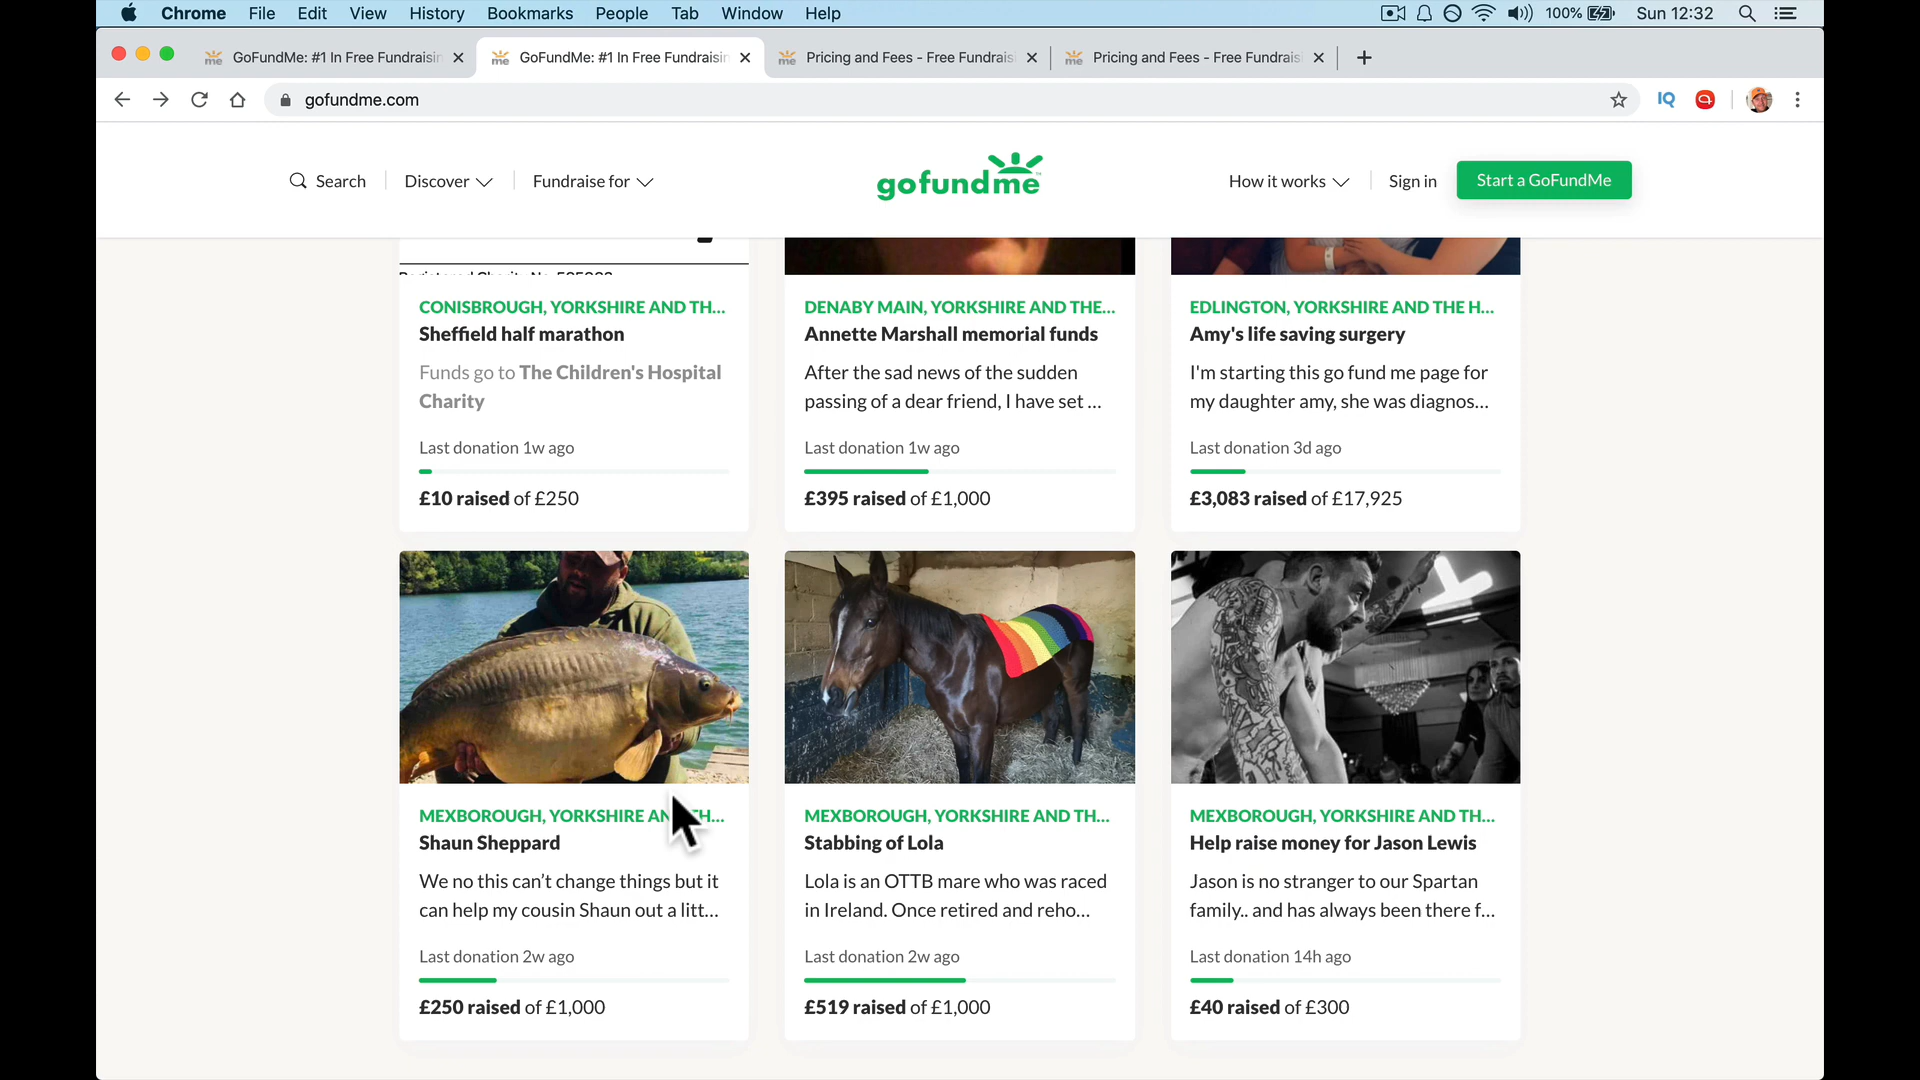 Chrome File Edit View History Bookmarks People Tab Window Help 100% Sun 12:32
GoFundMe: #1 In Free Fundraisin GoFundMe: #1 In Free Fundraisin Pricing and Fees - Free Fundrais Pricing and Fees - Free Fundrais
gofundme.com IQ
Search Discover Fundraise for gofundme How it works Sign in Start a GoFundMe
CONISBROUGH, YORKSHIRE AND TH...
Sheffield half marathon
Funds go to The Children's Hospital
Charity
Last donation 1w ago
£10 raised of £250
DENABY MAIN, YORKSHIRE AND THE...
Annette Marshall memorial funds
After the sad news of the sudden
passing of a dear friend, I have set ...
Last donation 1w ago
£395 raised of £1,000
EDLINGTON, YORKSHIRE AND THE H...
Amy's life saving surgery
I'm starting this go fund me page for
my daughter amy, she was diagnos...
Last donation 3d ago
£3,083 raised of £17,925
MEXBOROUGH, YORKSHIRE
Shaun Sheppard
We no this can't change things but it
can help my cousin Shaun out a litt...
Last donation 2w ago
£250 raised of £1,000
MEXBOROUGH, YORKSHIRE AND TH...
Stabbing of Lola
Lola is an OTTB mare who was raced
in Ireland. Once retired and reho...
Last donation 2w ago
£519 raised of £1,000
MEXBOROUGH, YORKSHIRE AND TH...
Help raise money for Jason Lewis
Jason is no stranger to our Spartan
family.. and has always been there f...
Last donation 14h ago
£40 raised of £300